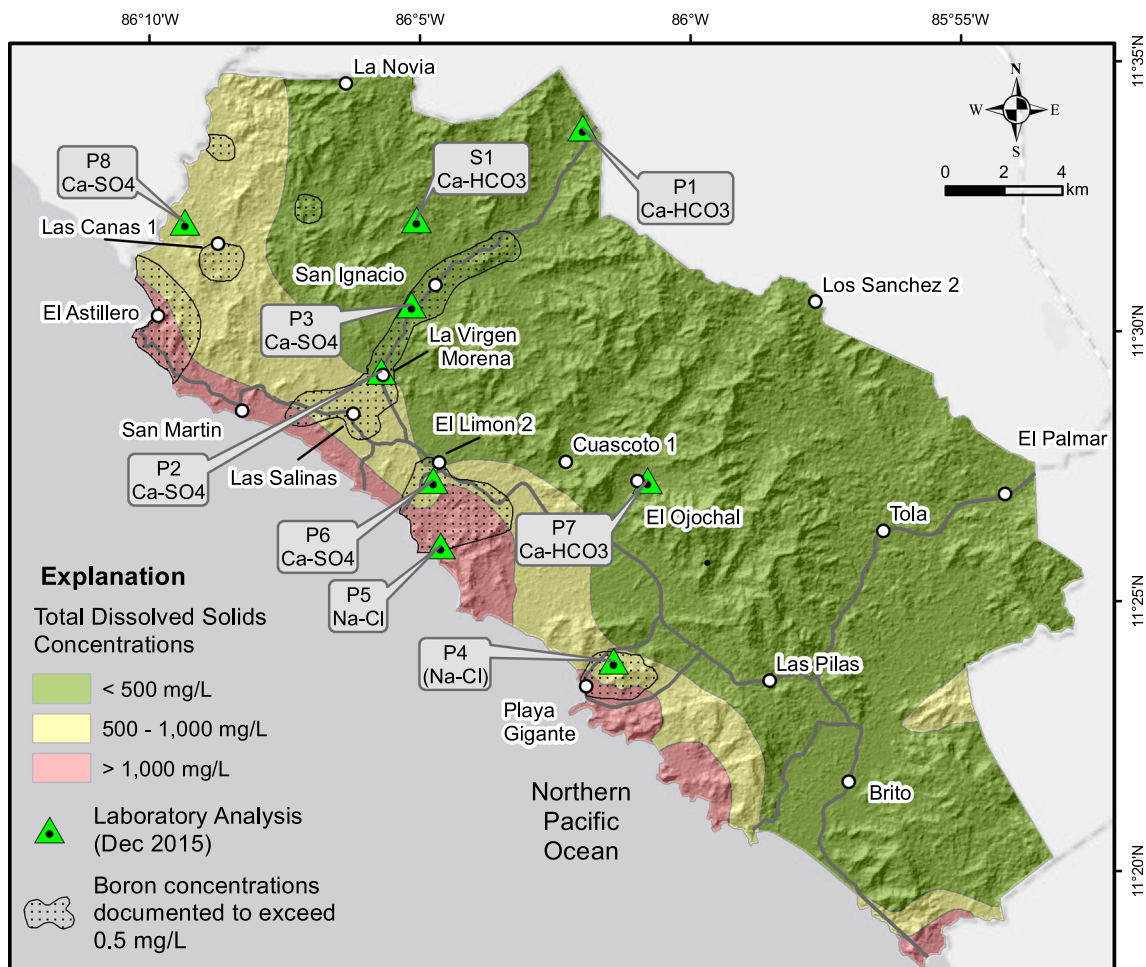 86°10'W
86°5'W
86°W
85°55'W
11°35'N
11°30'N
11°25'N
11°20'N
N
W
E
S
0
2
4
km
La Novia
P8
Ca-SO4
S1
Ca-HCO3
P1
Ca-HCO3
Las Canas 1
San Ignacio
Los Sanchez 2
El Astillero
P3
Ca-SO4
La Virgen
Morena
San Martin
El Limon 2
Cuascoto 1
El Palmar
P2
Ca-SO4
Las Salinas
P6
Ca-SO4
P7
Ca-HCO3
El Ojochal
Tola
P5
Na-Cl
P4
(Na-Cl)
Las Pilas
Playa
Gigante
Brito
Northern
Pacific
Ocean
Explanation
Total Dissolved Solids
Concentrations
< 500 mg/L
500 - 1,000 mg/L
> 1,000 mg/L
Laboratory Analysis
(Dec 2015)
Boron concentrations
documented to exceed
0.5 mg/L